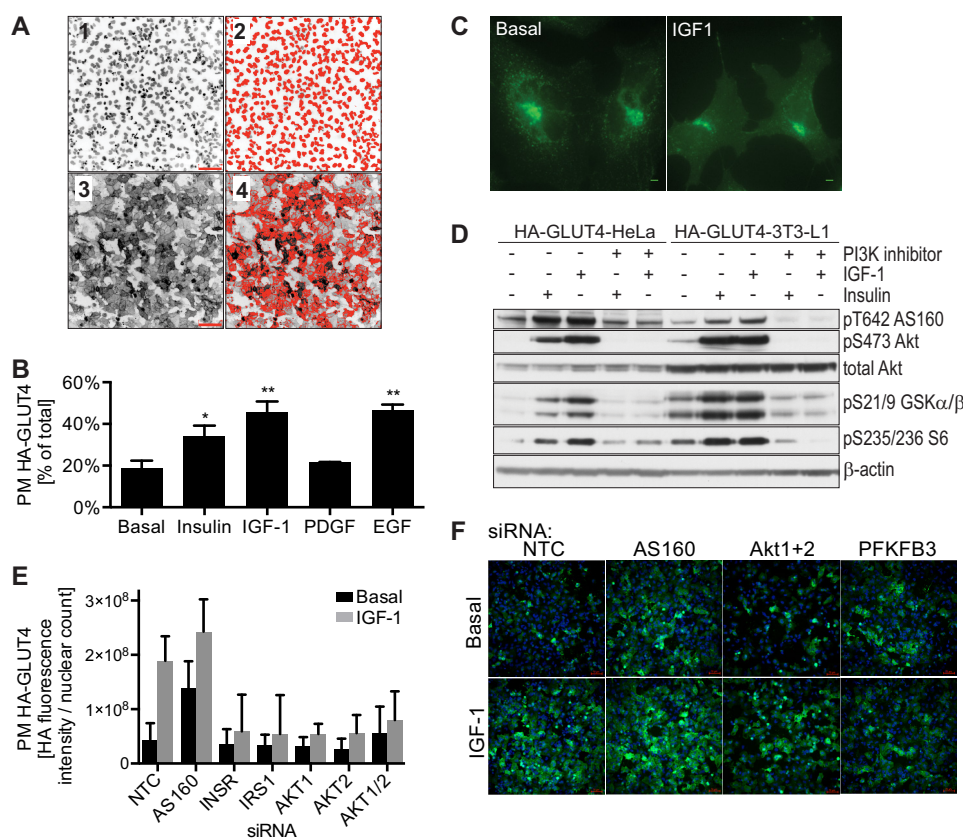 A
1
2
3
4
B
PM HA-GLUT4
[% of total]
60%
40%
20%
0%
*
**
**
Basal Insulin IGF-1 PDGF EGF
C
Basal
IGF1
D
HA-GLUT4-HeLa HA-GLUT4-3T3-L1
- - - + + - - - + + PI3K inhibitor
- - + - + - - + - + IGF-1
- + - + - - + - + - Insulin
pT642 AS160
pS473 Akt
total Akt
pS21/9 GSKα/β
pS235/236 S6
β-actin
E
PM HA-GLUT4
[HA fluorescence
intensity / nuclear count]
3×10⁸
2×10⁸
1×10⁸
0
Basal
IGF-1
NTC AS160 INSR IRS1 AKT1 AKT2 AKT1/2
siRNA
F
siRNA:
NTC AS160 Akt1+2 PFKFB3
Basal
IGF-1